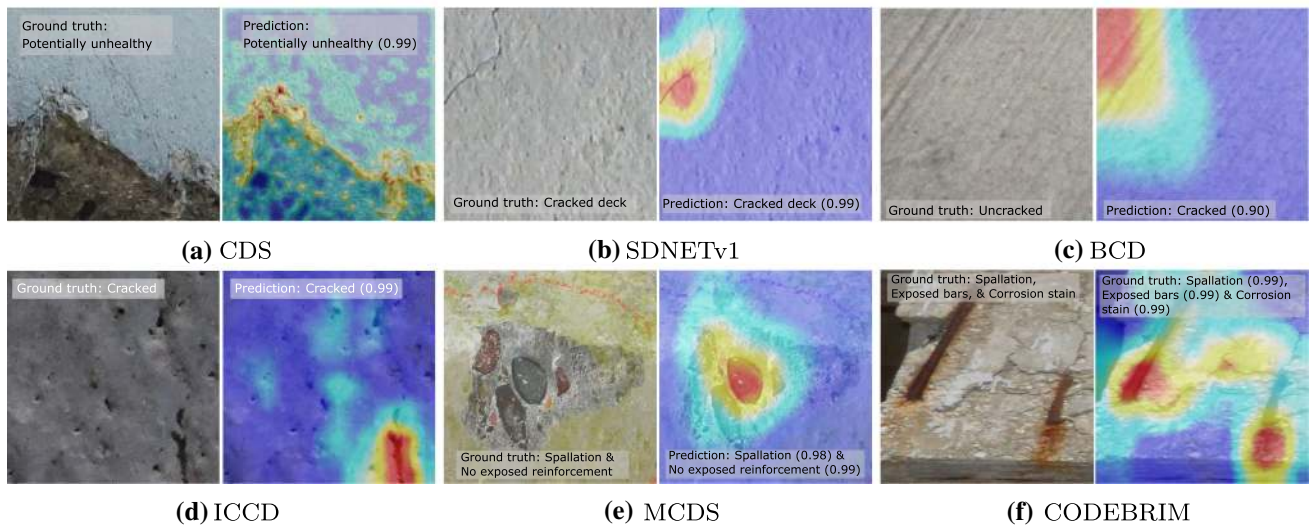 Ground truth:
Potentially unhealthy
Prediction:
Potentially unhealthy (0.99)
(a) CDS
Ground truth: Cracked deck
Prediction: Cracked deck (0.99)
(b) SDNETv1
Ground truth: Uncracked
Prediction: Cracked (0.90)
(c) BCD
Ground truth: Cracked
Prediction: Cracked (0.99)
(d) ICCD
Ground truth: Spallation &
No exposed reinforcement
Prediction: Spallation (0.98) &
No exposed reinforcement (0.99)
(e) MCDS
Ground truth: Spallation,
Exposed bars, & Corrosion stain
Ground truth: Spallation (0.99),
Exposed bars (0.99) & Corrosion
stain (0.99)
(f) CODEBRIM